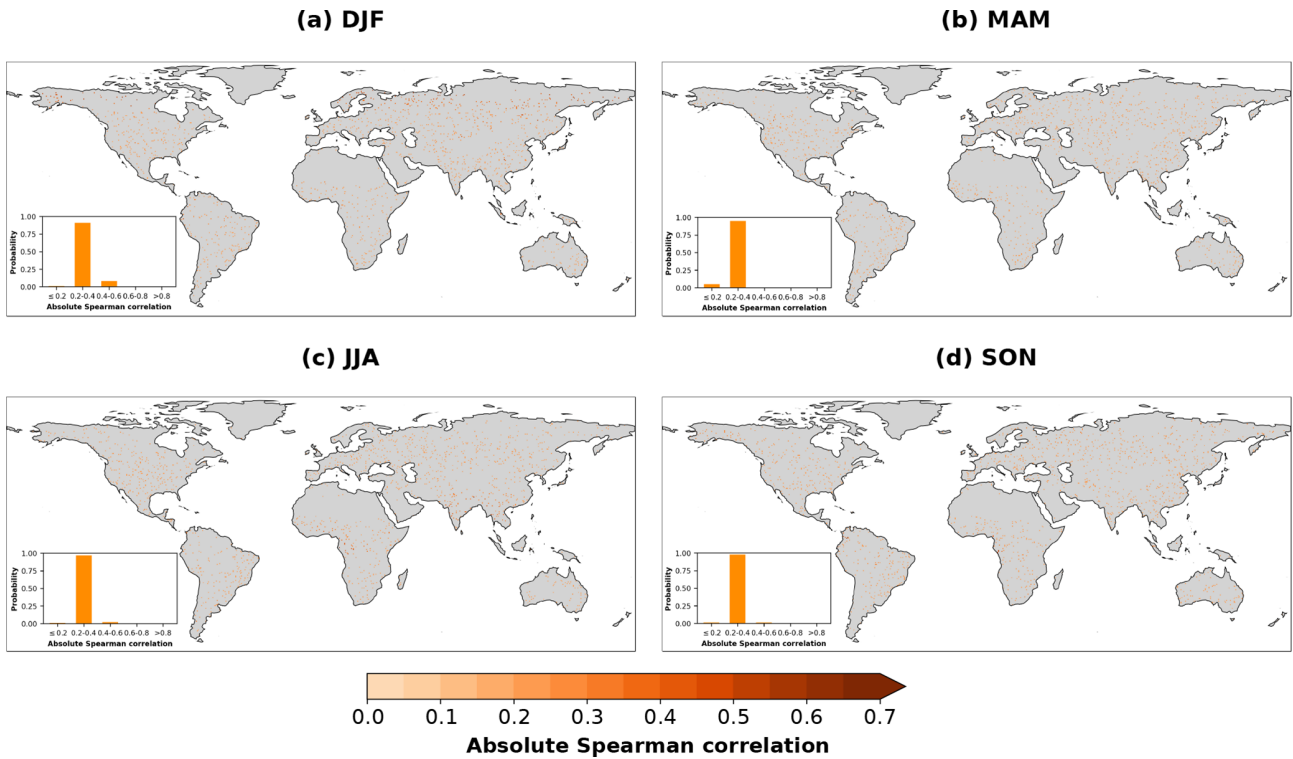 (a) DJF
(b) MAM
1.00
0.75
0.50
0.25
0.00
Probability
≤ 0.2 0.2-0.4 0.4-0.6 0.6-0.8 >0.8
Absolute Spearman correlation
1.00
0.75
0.50
0.25
0.00
Probability
≤ 0.2 0.2-0.4 0.4-0.6 0.6-0.8 >0.8
Absolute Spearman correlation
(c) JJA
(d) SON
1.00
0.75
0.50
0.25
0.00
Probability
≤ 0.2 0.2-0.4 0.4-0.6 0.6-0.8 >0.8
Absolute Spearman correlation
1.00
0.75
0.50
0.25
0.00
Probability
≤ 0.2 0.2-0.4 0.4-0.6 0.6-0.8 >0.8
Absolute Spearman correlation
0.0 0.1 0.2 0.3 0.4 0.5 0.6 0.7
Absolute Spearman correlation